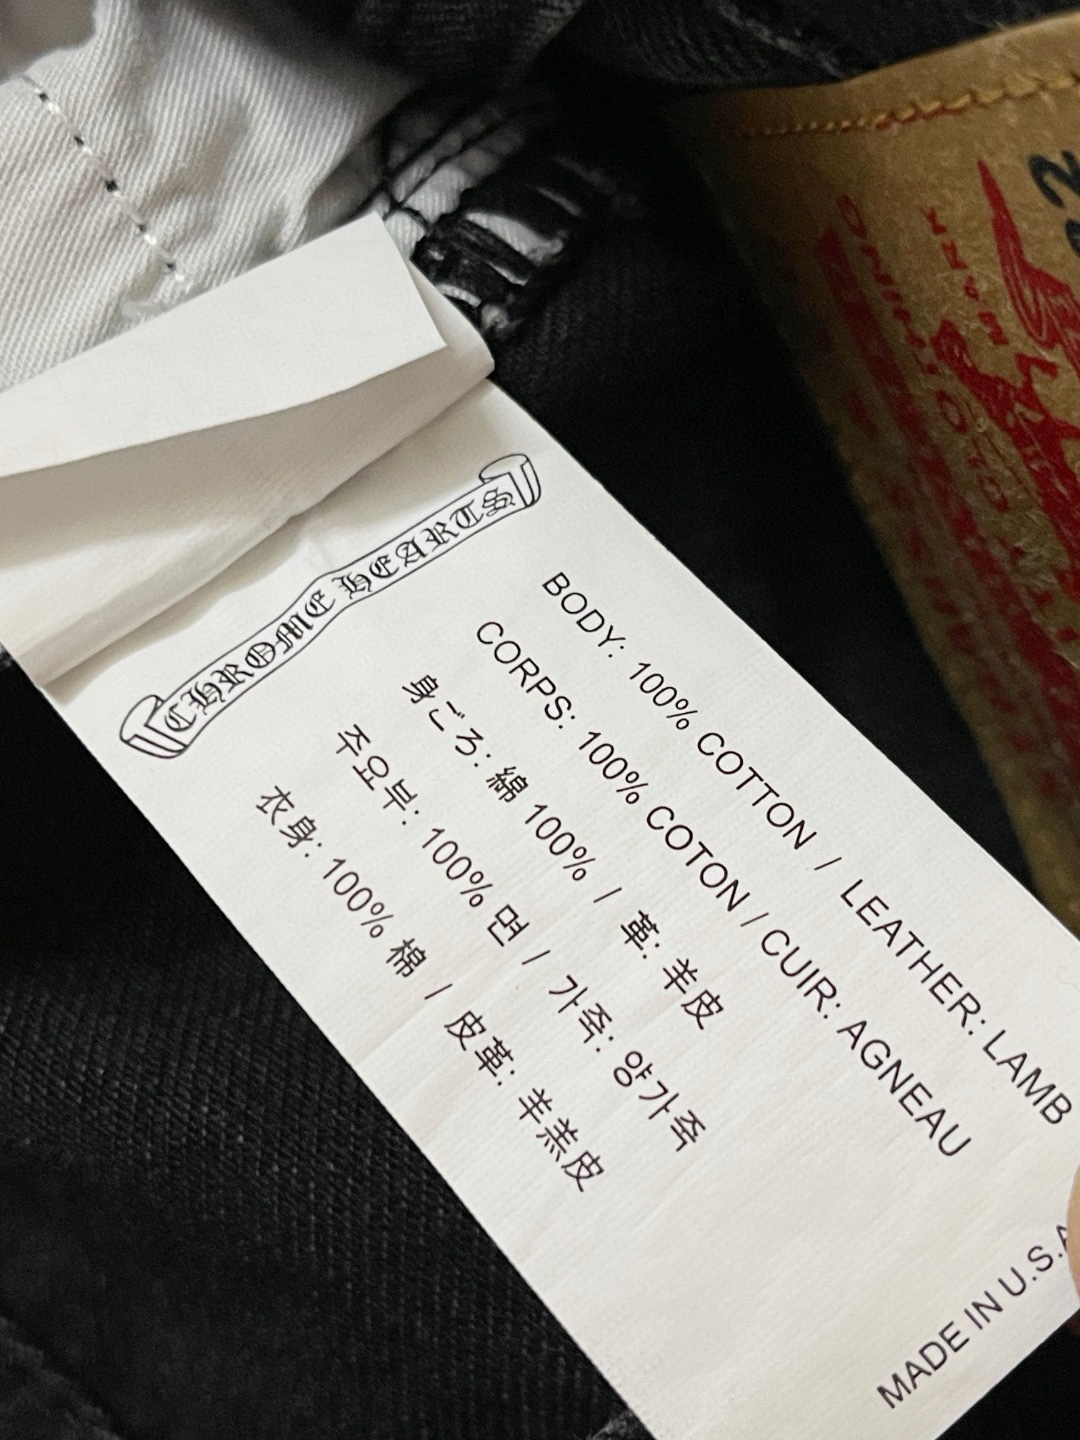 CHROME HEARTS
BODY: 100% COTTON / LEATHER: LAMB
CORPS: 100% COTON / CUIR: AGNEAU
身ごろ: 綿 100% / 革: 羊皮
주요부: 100% 면 / 가죽: 양가죽
衣身: 100% 棉 / 皮革: 羊羔皮
MADE IN U.S.A
MARK